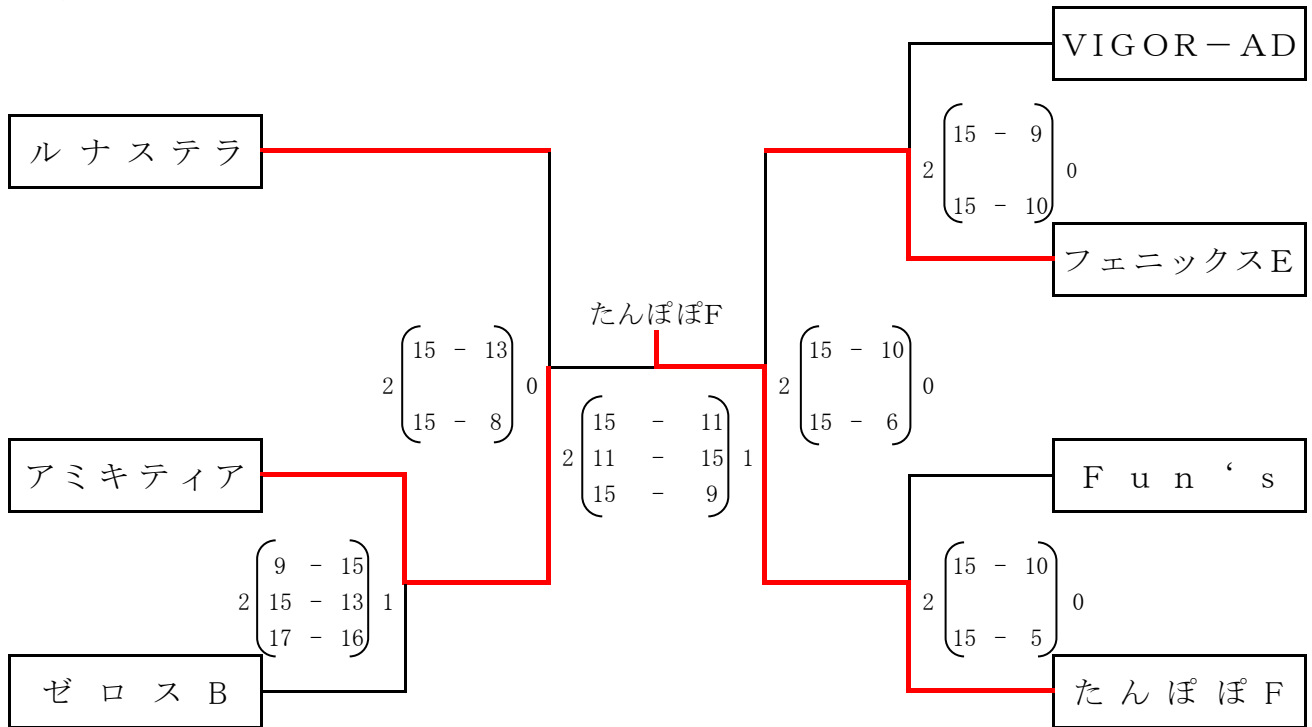 VIGOR－AD
15 - 9
2 0
15 - 10
ルナステラ
フェニックスE
たんぽぽF
15 - 13
2 0
15 - 8
15 - 10
2 0
15 - 6
15 - 11
2 11 - 15 1
15 - 9
アミキティア
Fun‘s
9 - 15
2 15 - 13 1
17 - 16
15 - 10
2 0
15 - 5
ゼロスB
たんぽぽF